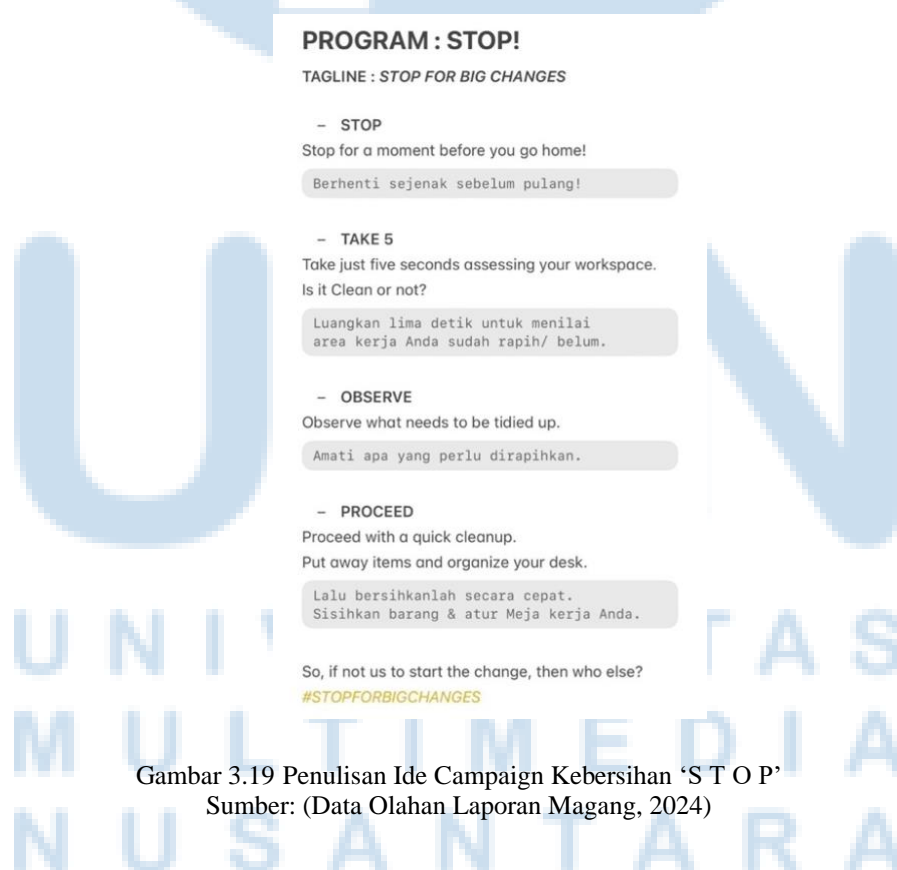 PROGRAM : STOP!
TAGLINE : STOP FOR BIG CHANGES
– STOP
Stop for a moment before you go home!
Berhenti sejenak sebelum pulang!
– TAKE 5
Take just five seconds assessing your workspace.
Is it Clean or not?
Luangkan lima detik untuk menilai
area kerja Anda sudah rapih/ belum.
– OBSERVE
Observe what needs to be tidied up.
Amati apa yang perlu dirapihkan.
– PROCEED
Proceed with a quick cleanup.
Put away items and organize your desk.
Lalu bersihkanlah secara cepat.
Sisihkan barang & atur Meja kerja Anda.
So, if not us to start the change, then who else?
#STOPFORBIGCHANGES
Gambar 3.19 Penulisan Ide Campaign Kebersihan ‘S T O P’
Sumber: (Data Olahan Laporan Magang, 2024)
MULTIMEDIA
NUSANTARA